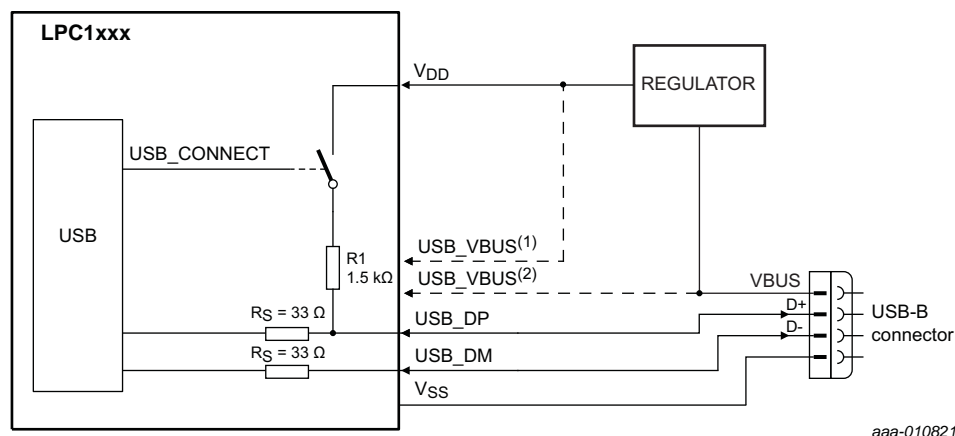 LPC1xxx
VDD
REGULATOR
USB_CONNECT
USB
USB_VBUS(1)
R1
1.5 kΩ
USB_VBUS(2)
VBUS
RS = 33 Ω
USB_DP
D+
USB-B
connector
D-
RS = 33 Ω
USB_DM
VSS
aaa-010821